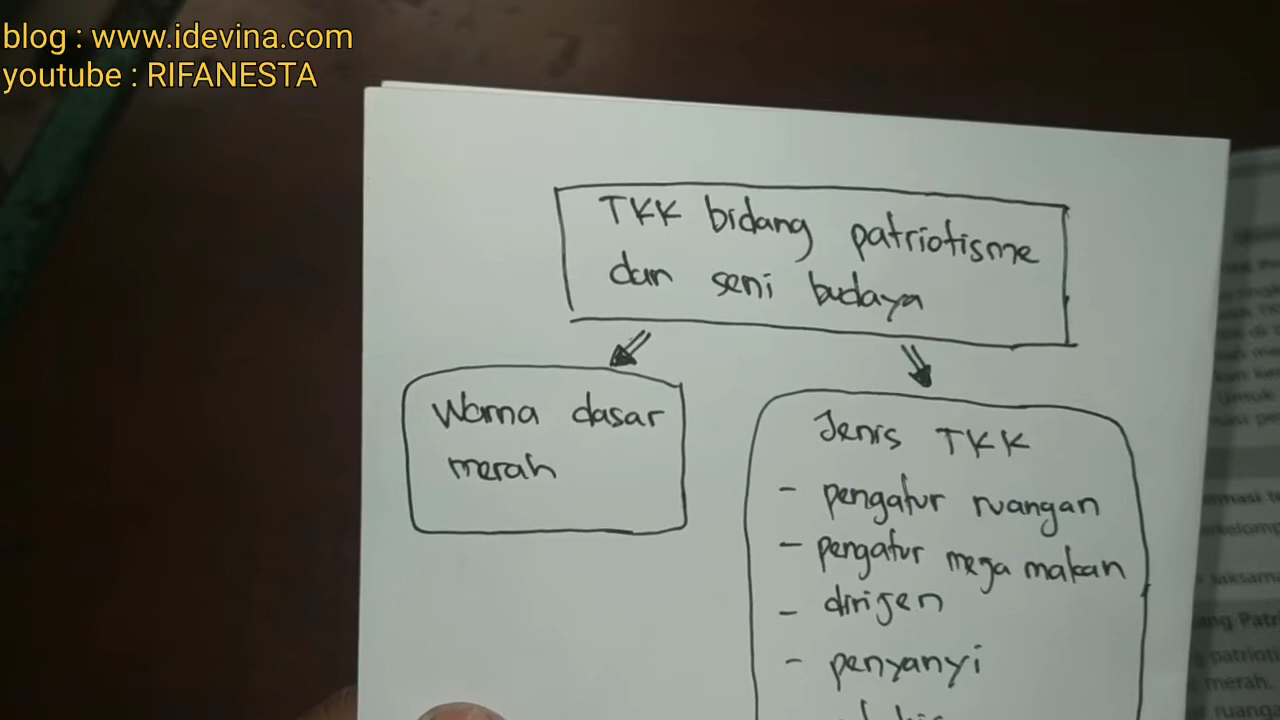 blog : www.idevina.com
youtube : RIFANESTA
TKK bidang patriotisme
dan seni budaya
Warna dasar
merah
Jenis TKK
- pengatur ruangan
- pengatur meja makan
- dirijen
- penyanyi